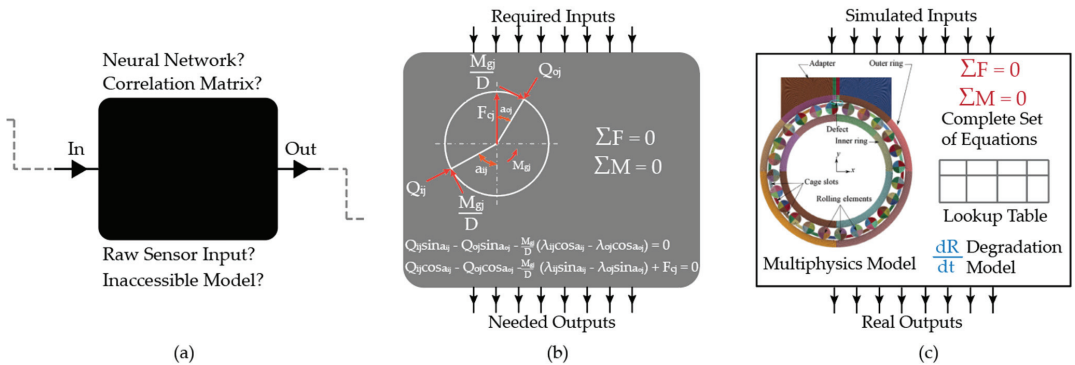 Neural Network?
Correlation Matrix?
In
Out
Raw Sensor Input?
Inaccessible Model?
(a)
Required Inputs
Mgj
D
Qoj
Fcj
aoj
ΣF = 0
ΣM = 0
aij
Mgj
Qij
Mgj
D
Qijsinaij - Qojsinaoj - Mgj/D (λijcosaij - λojcosaoj) = 0
Qijcosaij - Qojcosaoj - Mgj/D (λijsinaij - λojsinaoj) + Fcj = 0
Needed Outputs
(b)
Simulated Inputs
Adapter
Outer ring
ΣF = 0
ΣM = 0
Complete Set
of Equations
Defect
Inner ring
y
x
Cage slots
Rolling elements
Lookup Table
Multiphysics Model
dR
dt
Degradation
Model
Real Outputs
(c)